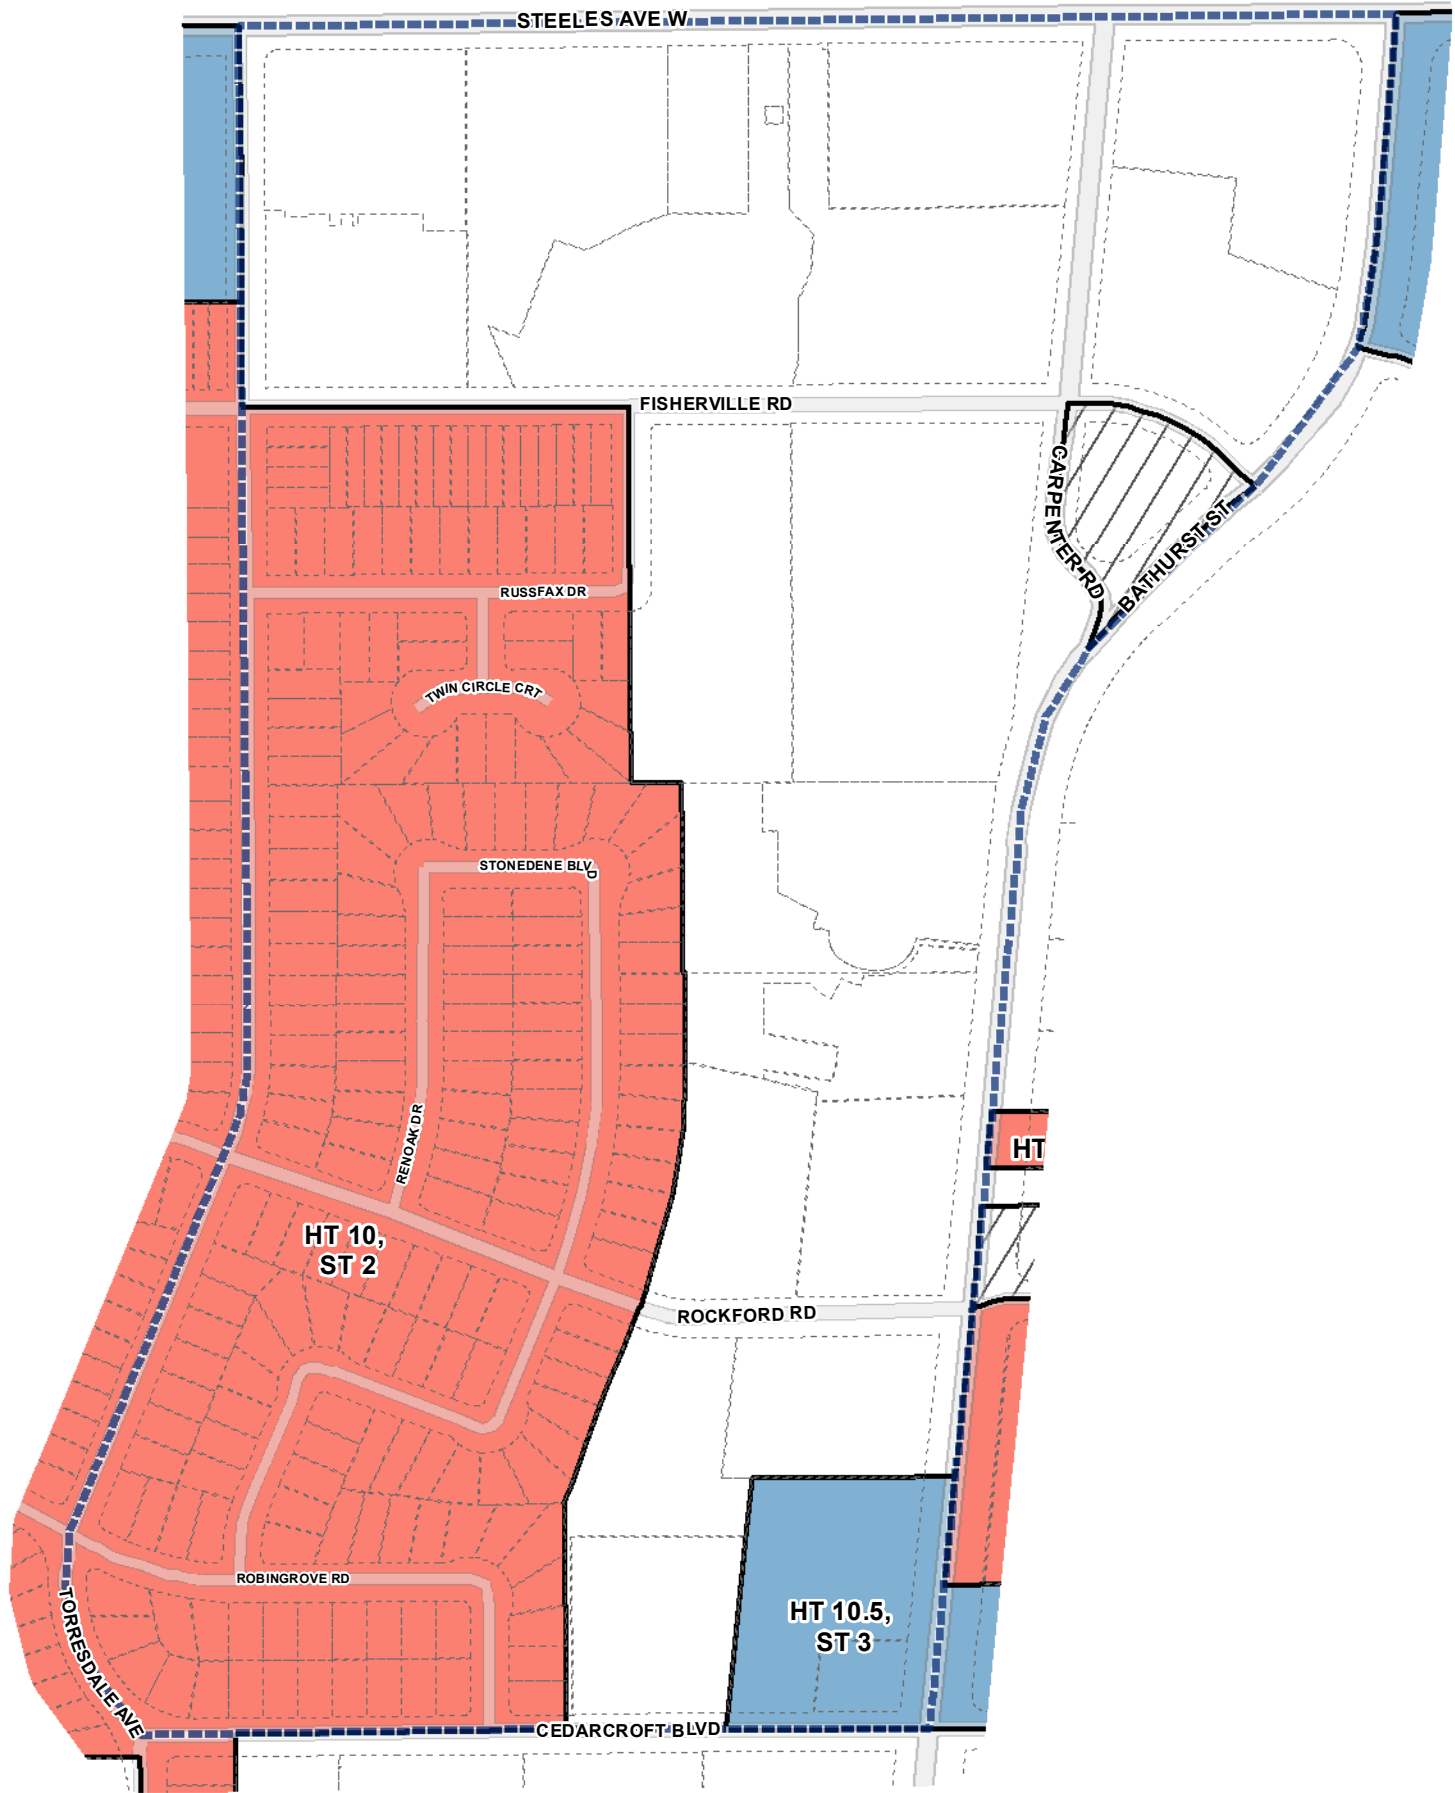 STEELES AVE W
FISHERVILLE RD
CARPENTER RD
BATHURST ST
RUSSFAX DR
TWIN CIRCLE CRT
STONEDENE BLVD
RENOAK DR
HT
HT 10,
ST 2
ROCKFORD RD
ROBINGROVE RD
HT 10.5,
ST 3
TORRESDALE AVE
CEDARCROFT BLVD